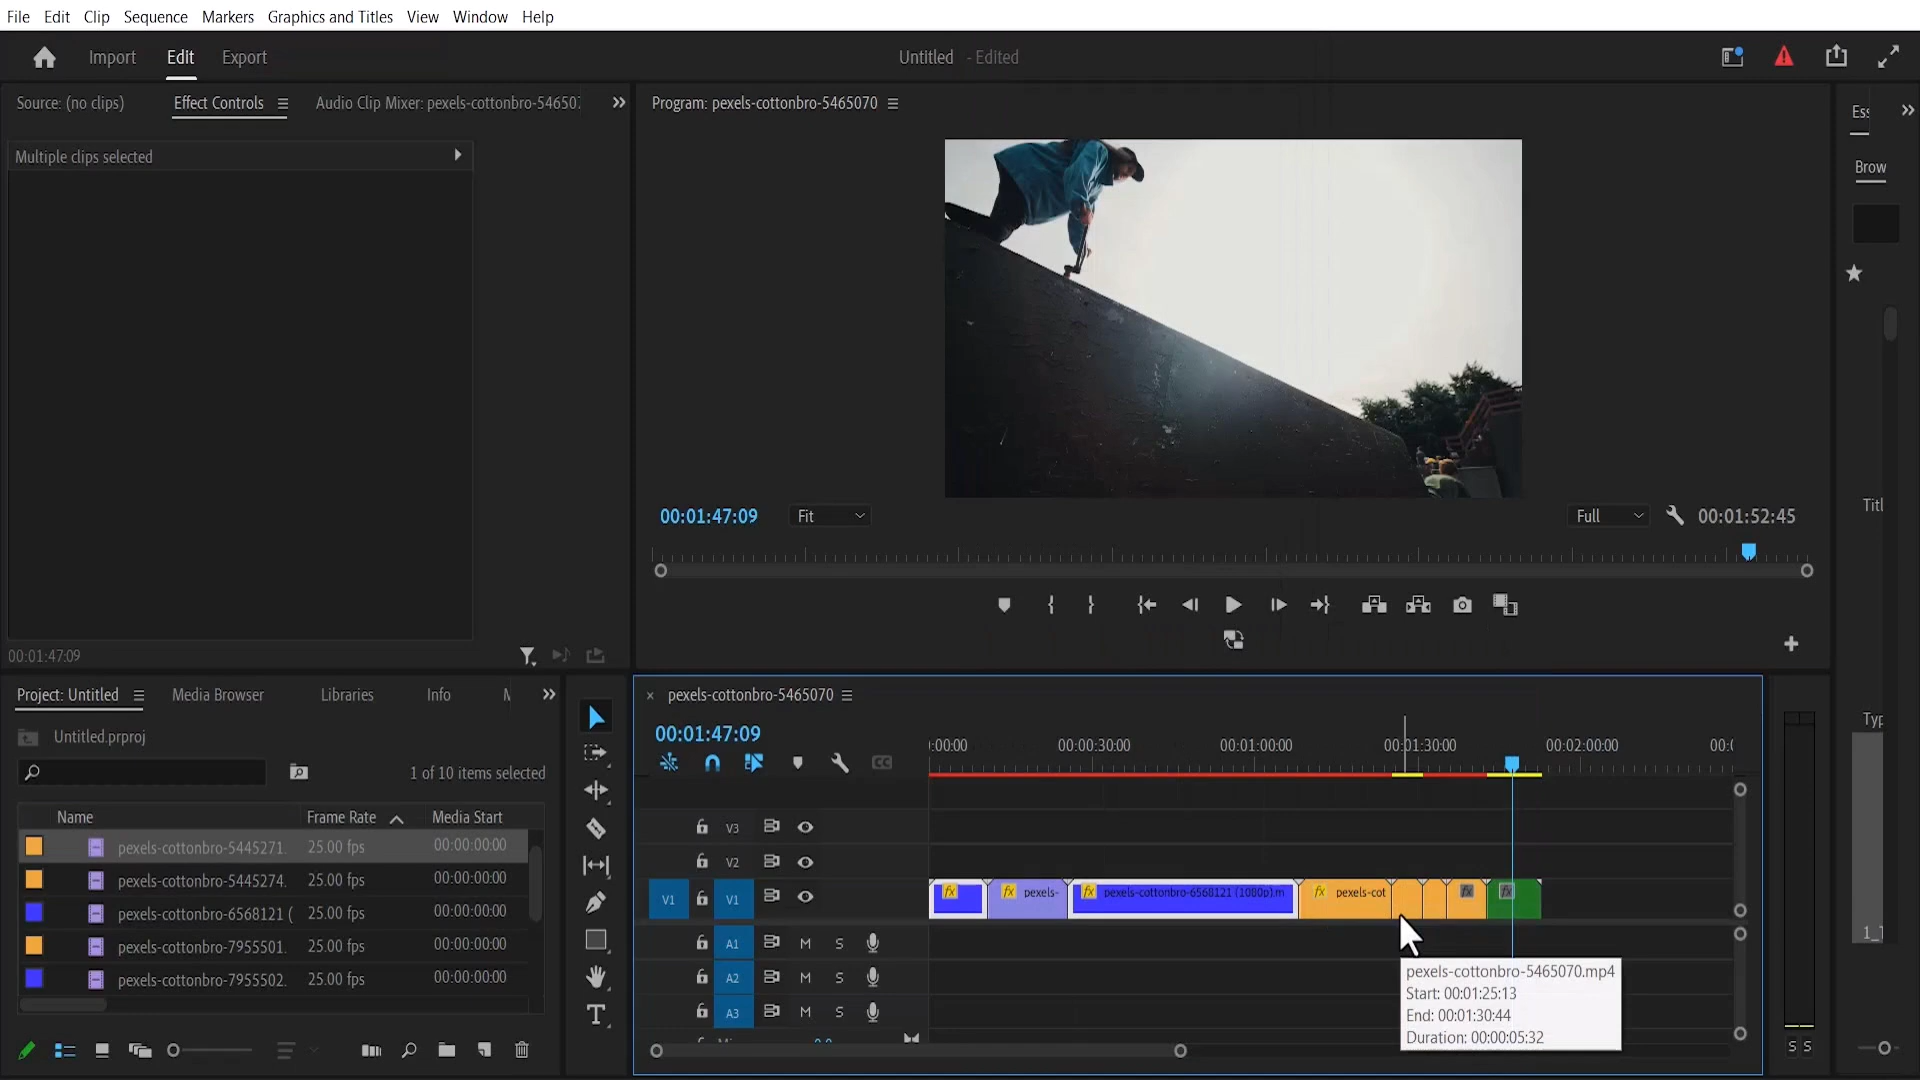 File Edit Clip Sequence Markers Graphics and Titles View Window Help
Import Edit Export Untitled - Edited
Source: (no clips) Effect Controls Audio Clip Mixer: pexels-cottonbro-546507 Program: pexels-cottonbro-5465070
Ess
Multiple clips selected
Brow
00:01:47:09 Fit Full 00:01:52:45
Titl
00:01:47:09
Project: Untitled Media Browser Libraries Info
pexels-cottonbro-5465070
Untitled.prproj
00:01:47:09
Typ
:00:00 00:00:30:00 00:01:00:00 00:01:30:00 00:02:00:00 00:
1 of 10 items selected
CC
Name Frame Rate Media Start
V3
pexels-cottonbro-5445271. 25.00 fps 00:00:00:00
V2
pexels-cottonbro-5445274. 25.00 fps 00:00:00:00
V1 V1 fx fx pexels- fx pexels-cottonbro-6568121 (1080p).m fx pexels-cot fx fx
pexels-cottonbro-6568121 ( 25.00 fps 00:00:00:00
1_
A1 M S
pexels-cottonbro-7955501. 25.00 fps 00:00:00:00
A2 M S
pexels-cottonbro-7955502. 25.00 fps 00:00:00:00
A3 M S
pexels-cottonbro-5465070.mp4
Start: 00:01:25:13
End: 00:01:30:44
Duration: 00:00:05:32
S S